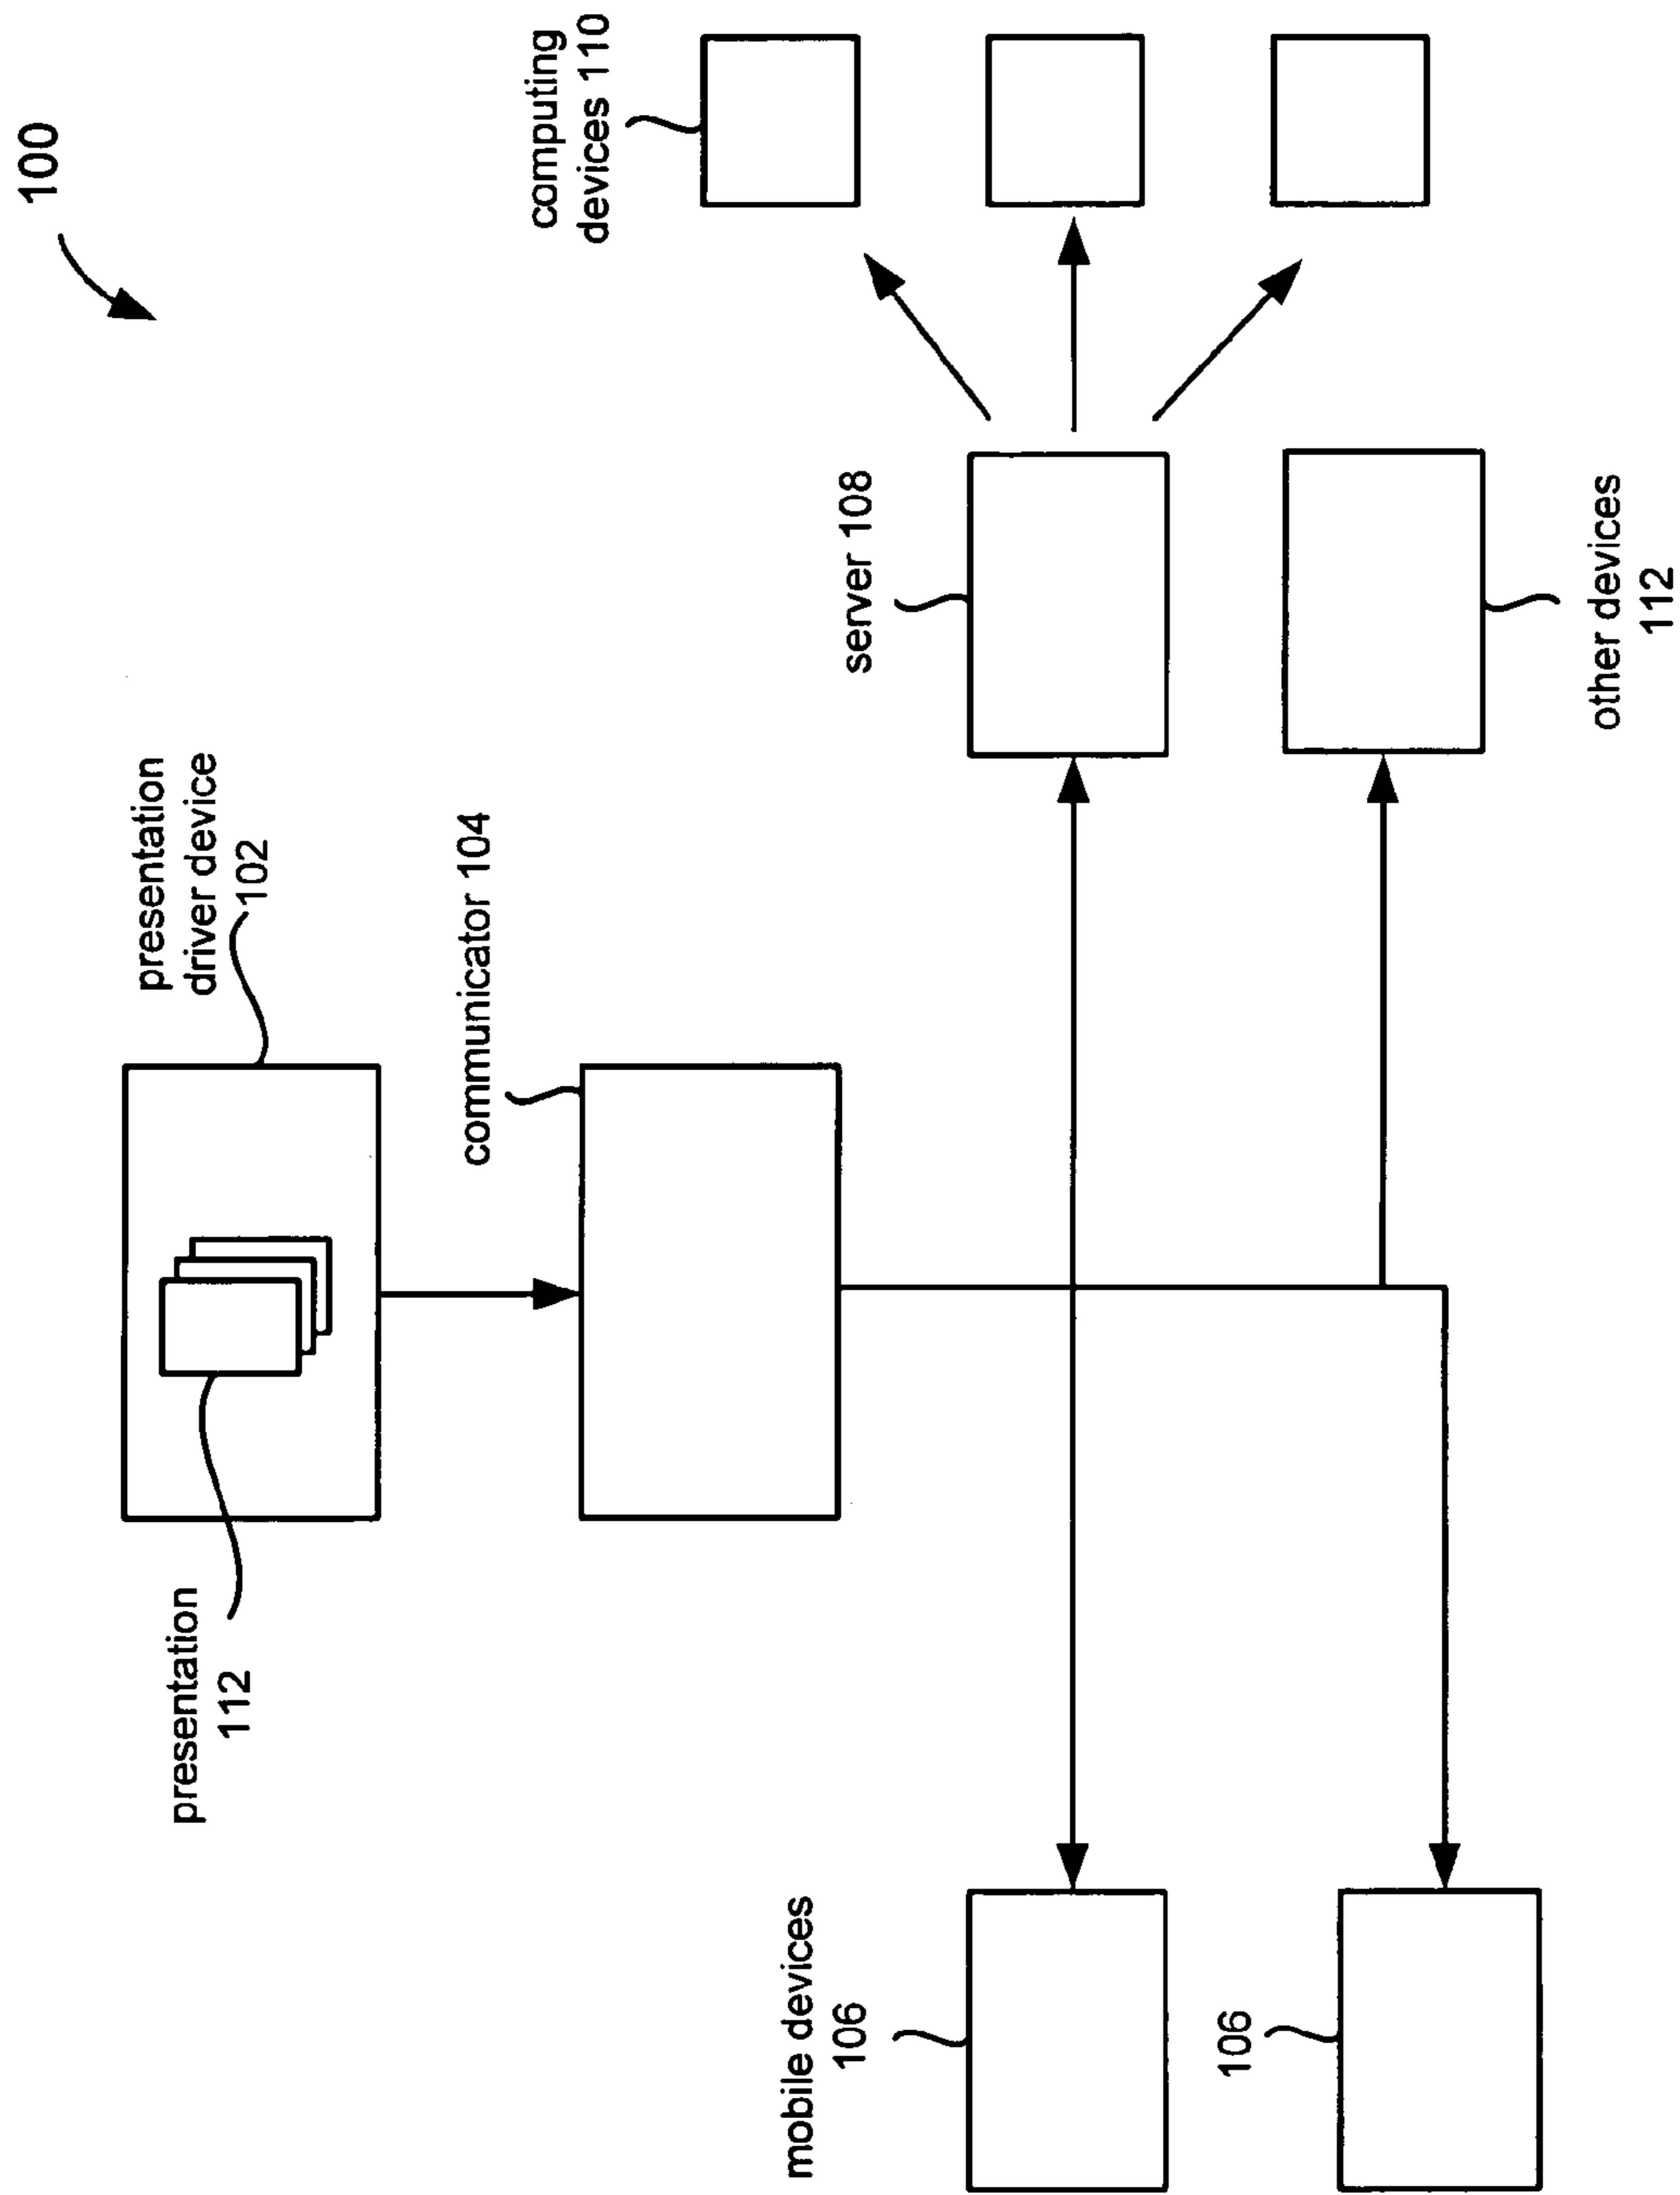 100
presentation
driver device
102
presentation
112
communicator 104
computing
devices 110
server 108
mobile devices
106
106
other devices
112